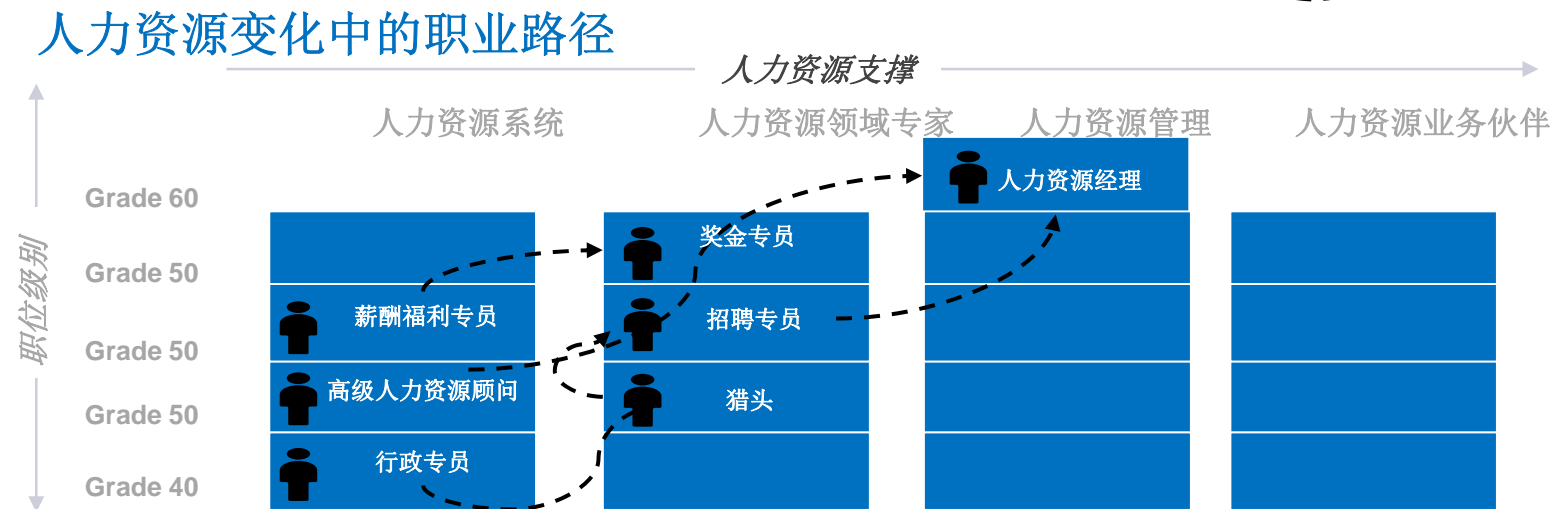 人力资源变化中的职业路径
人力资源支撑
人力资源系统
人力资源领域专家
人力资源管理
人力资源业务伙伴
职位级别
Grade 60
人力资源经理
Grade 50
奖金专员
Grade 50
薪酬福利专员
招聘专员
Grade 50
高级人力资源顾问
猎头
Grade 40
行政专员